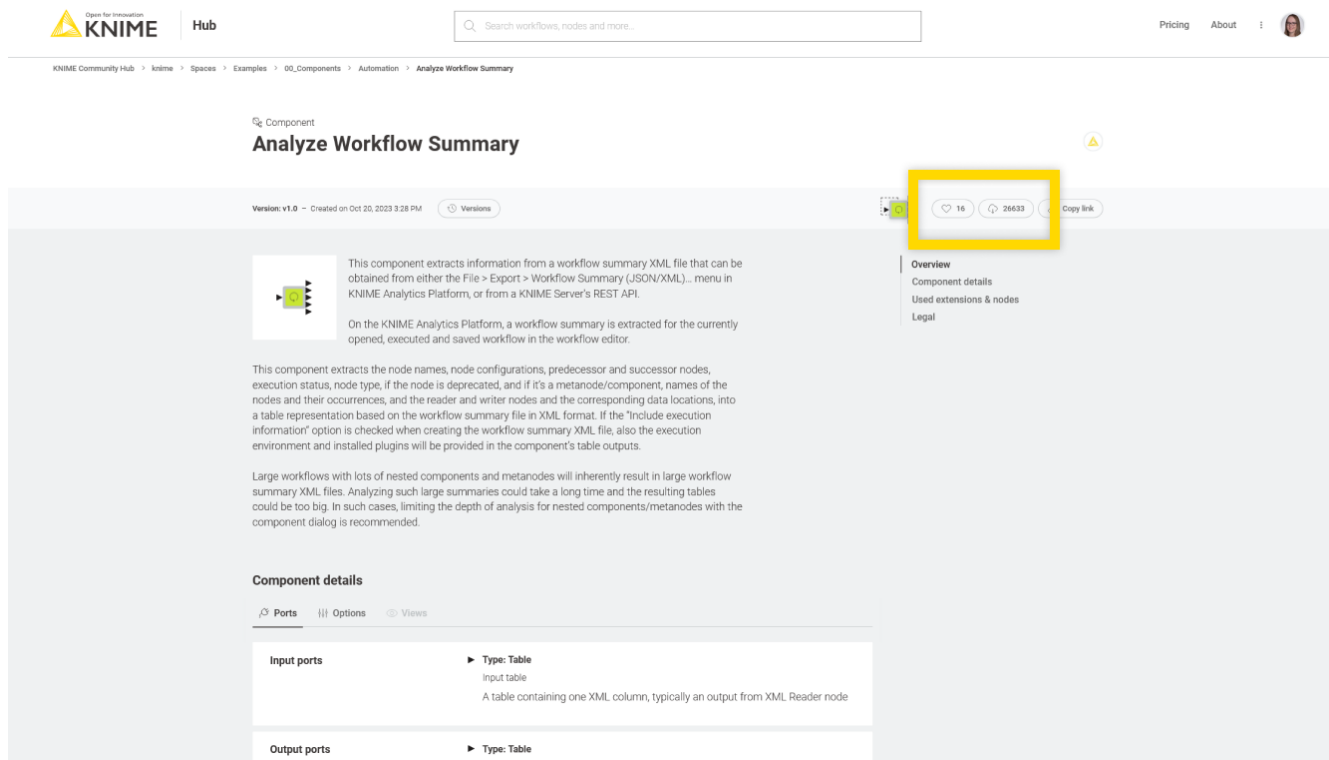 Open for Innovation
KNIME
Hub
Search workflows, nodes and more...
Pricing
About
KNIME Community Hub > knime > Spaces > Examples > 00_Components > Automation > Analyze Workflow Summary
Component
Analyze Workflow Summary
Version: v1.0 – Created on Oct 20, 2023 3:28 PM
Versions
16
26633
Copy link
This component extracts information from a workflow summary XML file that can be
obtained from either the File > Export > Workflow Summary (JSON/XML)... menu in
KNIME Analytics Platform, or from a KNIME Server's REST API.
On the KNIME Analytics Platform, a workflow summary is extracted for the currently
opened, executed and saved workflow in the workflow editor.
This component extracts the node names, node configurations, predecessor and successor nodes,
execution status, node type, if the node is deprecated, and if it's a metanode/component, names of the
nodes and their occurrences, and the reader and writer nodes and the corresponding data locations, into
a table representation based on the workflow summary file in XML format. If the "Include execution
information" option is checked when creating the workflow summary XML file, also the execution
environment and installed plugins will be provided in the component's table outputs.
Large workflows with lots of nested components and metanodes will inherently result in large workflow
summary XML files. Analyzing such large summaries could take a long time and the resulting tables
could be too big. In such cases, limiting the depth of analysis for nested components/metanodes with the
component dialog is recommended.
Overview
Component details
Used extensions & nodes
Legal
Component details
Ports
Options
Views
Input ports
Type: Table
Input table
A table containing one XML column, typically an output from XML Reader node
Output ports
Type: Table